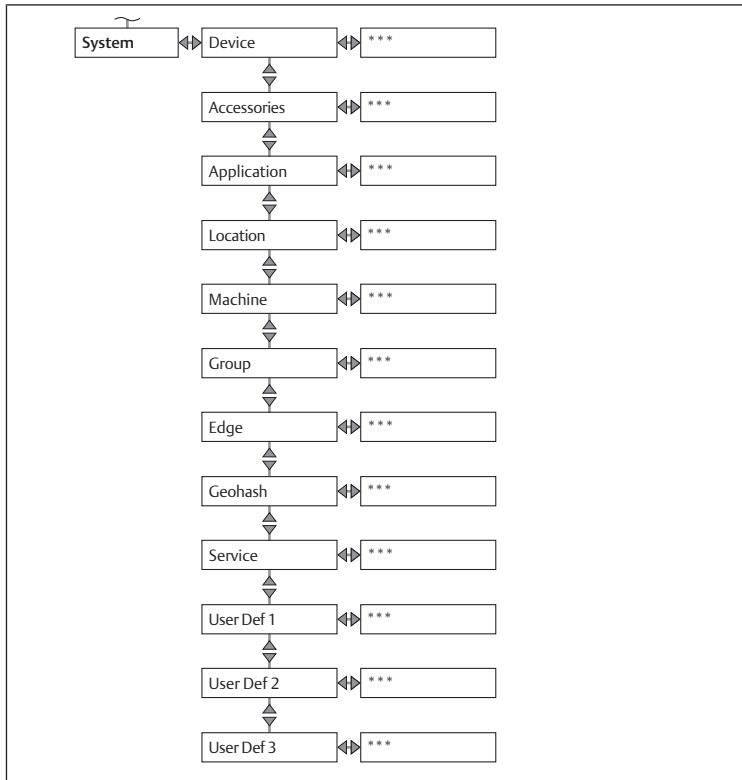 System Device ***
Accessories ***
Application ***
Location ***
Machine ***
Group ***
Edge ***
Geohash ***
Service ***
User Def 1 ***
User Def 2 ***
User Def 3 ***